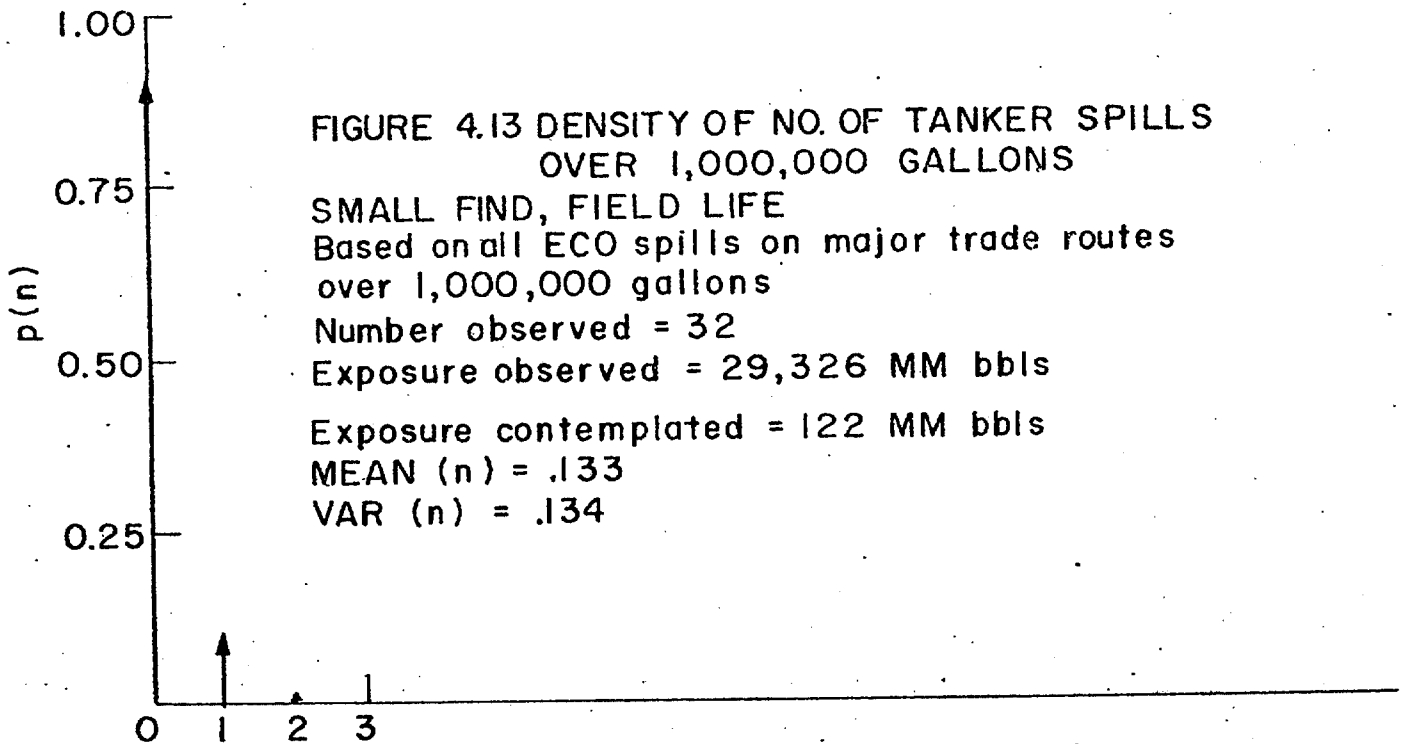 1.00
FIGURE 4.13 DENSITY OF NO. OF TANKER SPILLS
OVER 1,000,000 GALLONS
0.75
SMALL FIND, FIELD LIFE
Based on all ECO spills on major trade routes
over 1,000,000 gallons
p(n)
Number observed = 32
0.50
Exposure observed = 29,326 MM bbls
Exposure contemplated = 122 MM bbls
MEAN (n) = .133
VAR (n) = .134
0.25
0 1 2 3